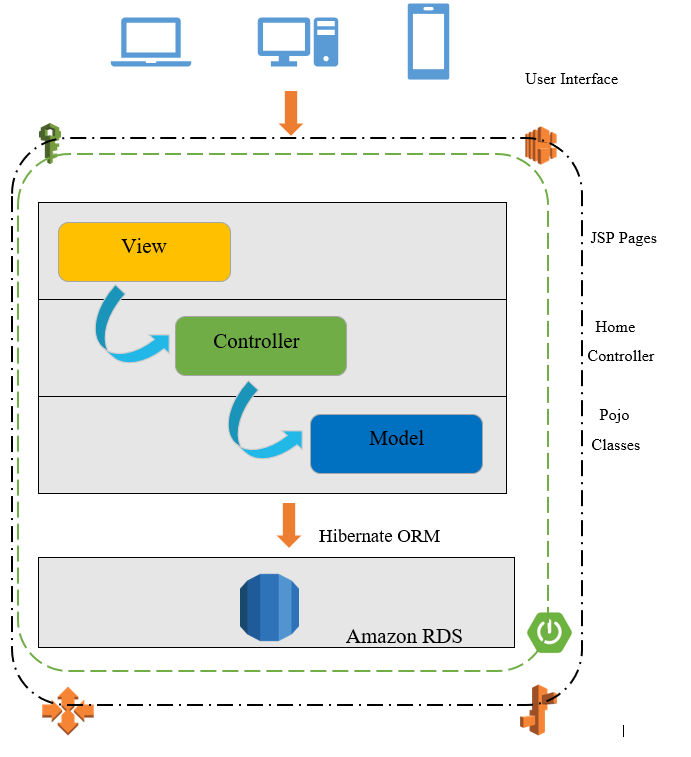 User Interface
View
JSP Pages
Controller
Home
Controller
Model
Pojo
Classes
Hibernate ORM
Amazon RDS